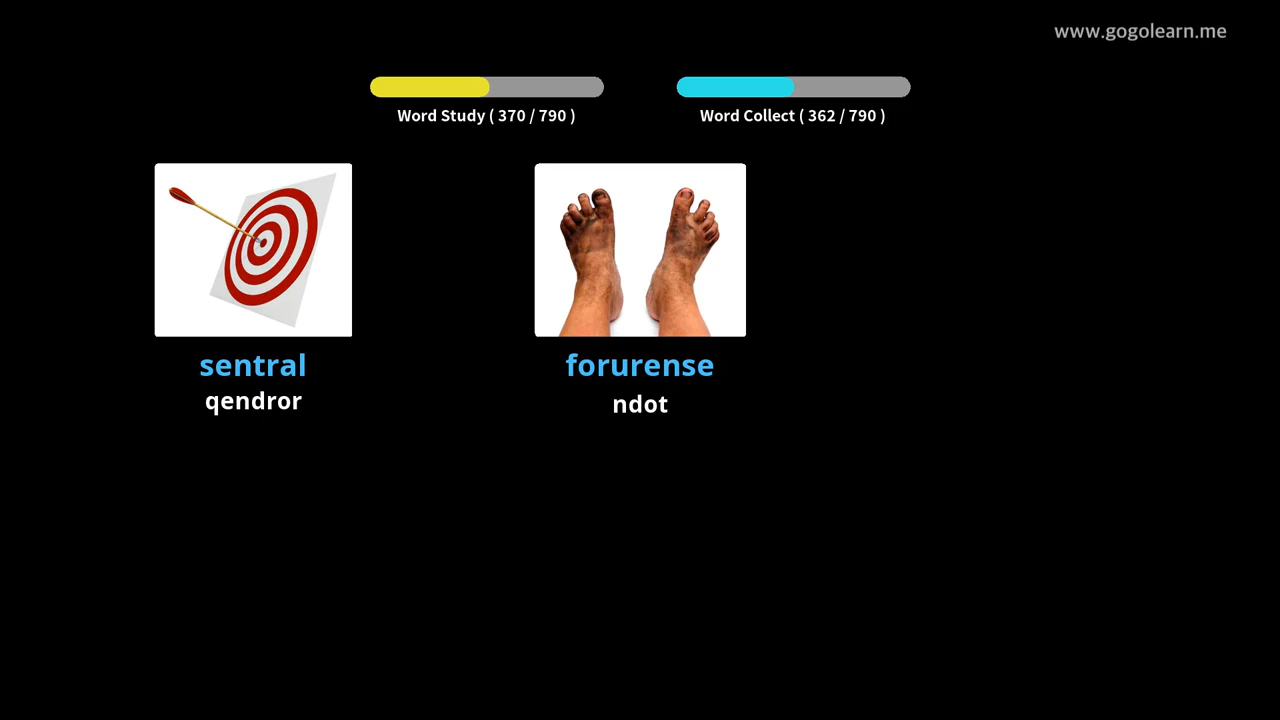 www.gogolearn.me
Word Study ( 370 / 790 )
Word Collect ( 362 / 790 )
sentral
qendror
forurense
ndot